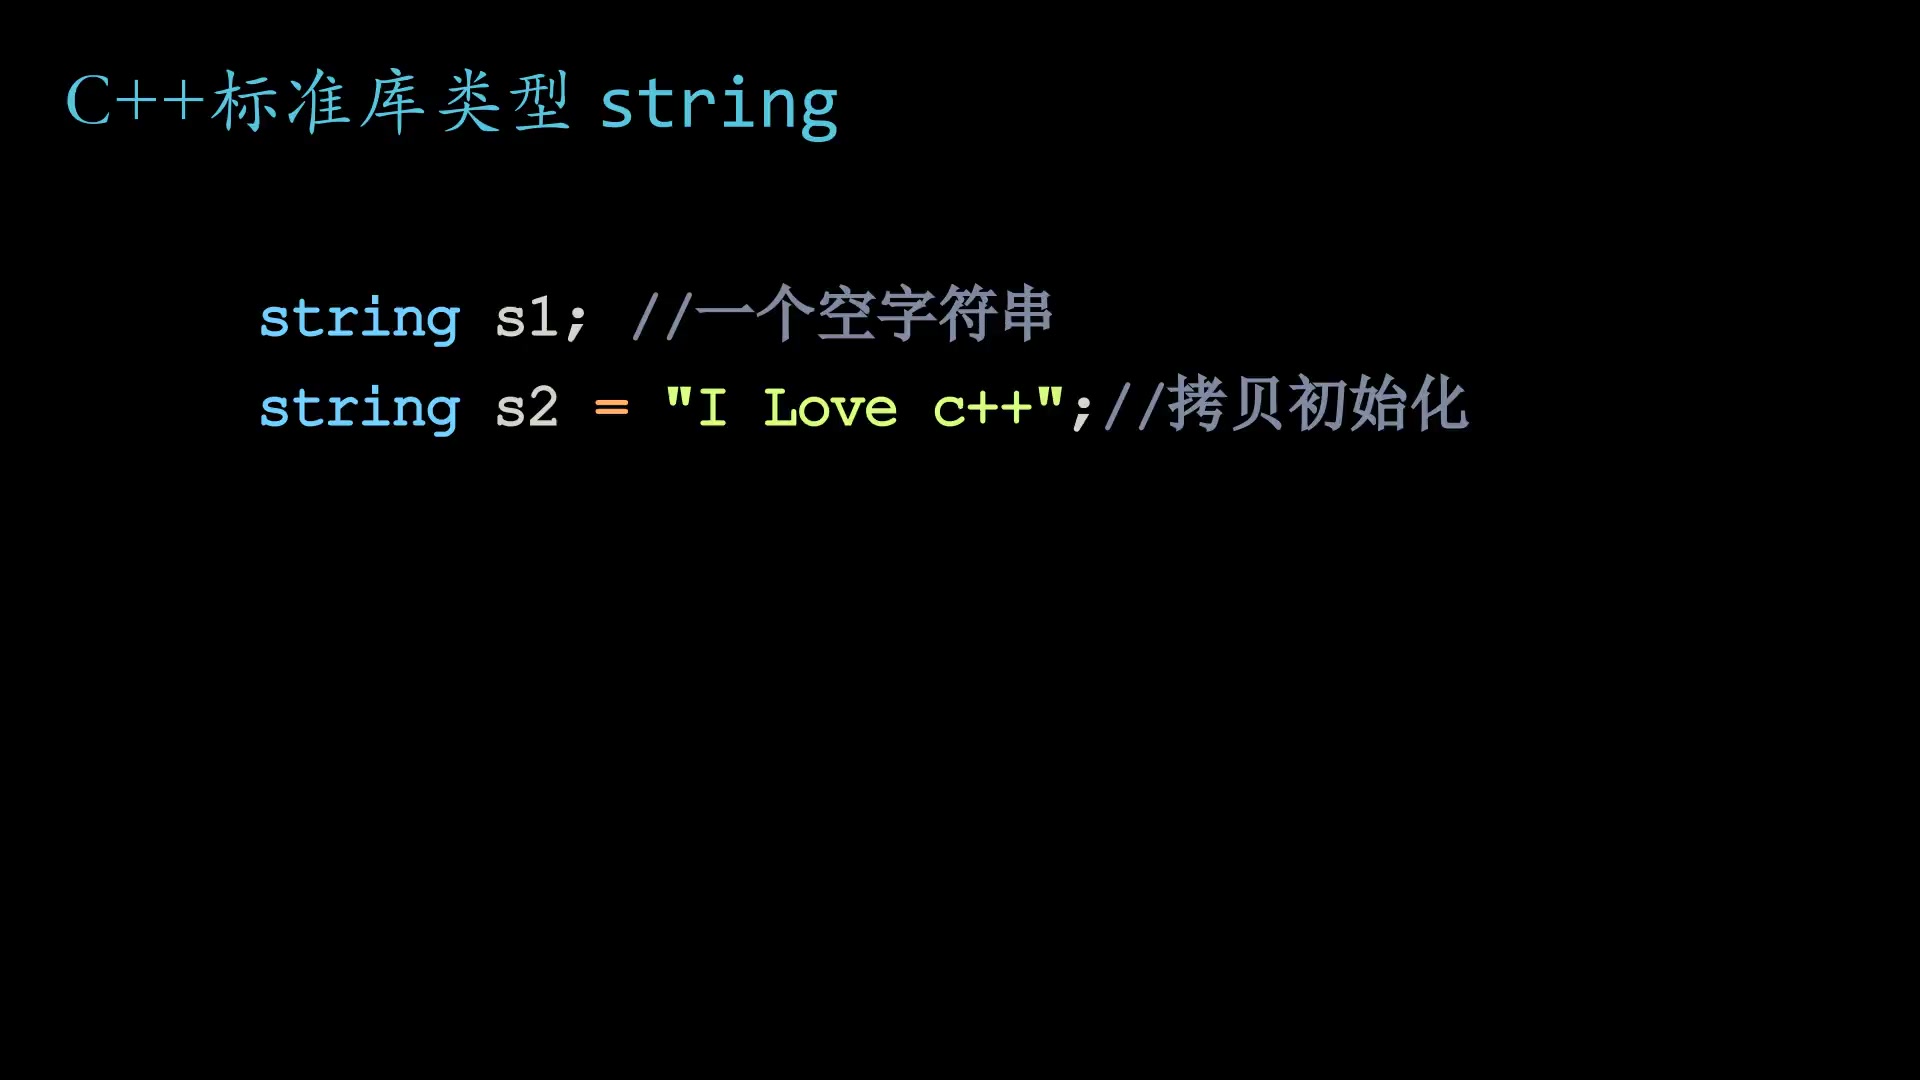 C++标准库类型 string
string s1; //一个空字符串
string s2 = "I Love c++";//拷贝初始化